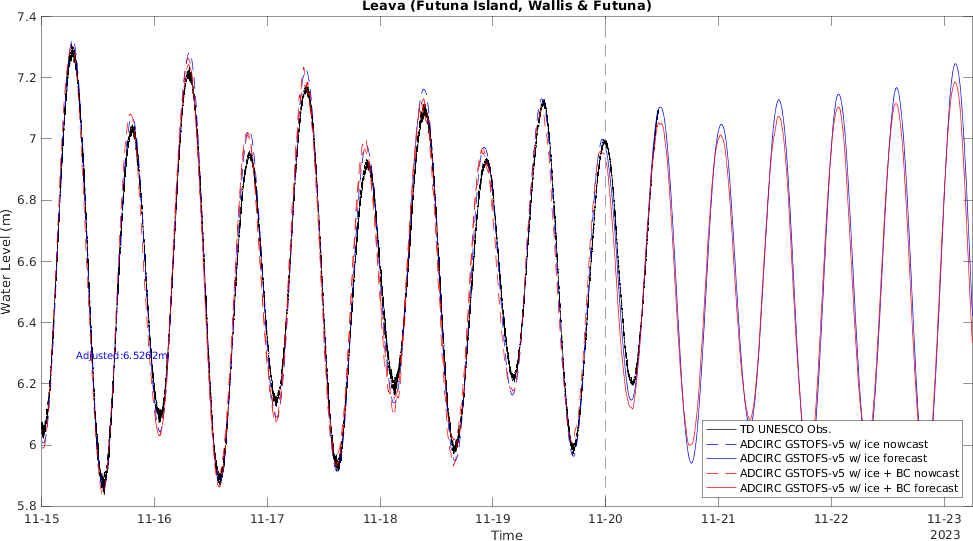 Leava (Futuna Island, Wallis & Futuna)
7.4
7.2
7
6.8
6.6
6.4
6.2
6
5.8
Water Level (m)
Adjusted:6.5262m
TD UNESCO Obs.
ADCIRC GSTOFS-v5 w/ ice nowcast
ADCIRC GSTOFS-v5 w/ ice forecast
ADCIRC GSTOFS-v5 w/ ice + BC nowcast
ADCIRC GSTOFS-v5 w/ ice + BC forecast
11-15 11-16 11-17 11-18 11-19 11-20 11-21 11-22 11-23
Time
2023